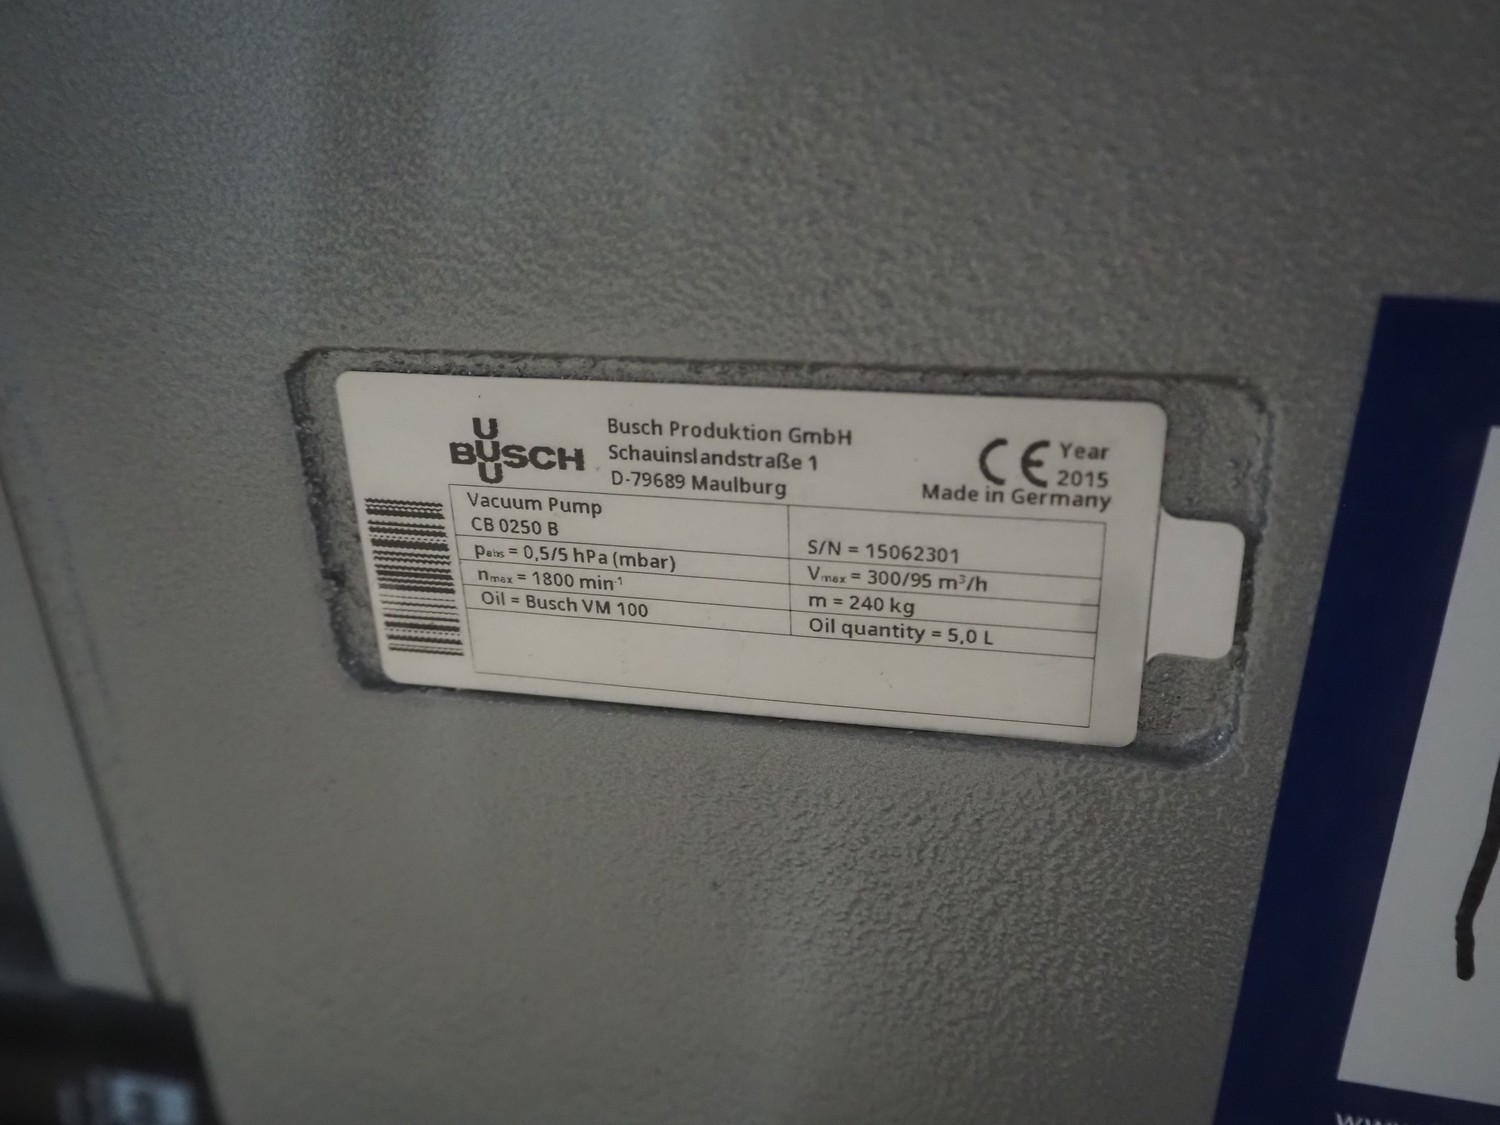 BUSCH
Busch Produktion GmbH
Schauinslandstraße 1
D-79689 Maulburg
CE Year
2015
Made in Germany
Vacuum Pump
CB 0250 B
S/N = 15062301
pabs = 0,5/5 hPa (mbar)
Vmax = 300/95 m³/h
nmax = 1800 min-1
m = 240 kg
Oil = Busch VM 100
Oil quantity = 5,0 L